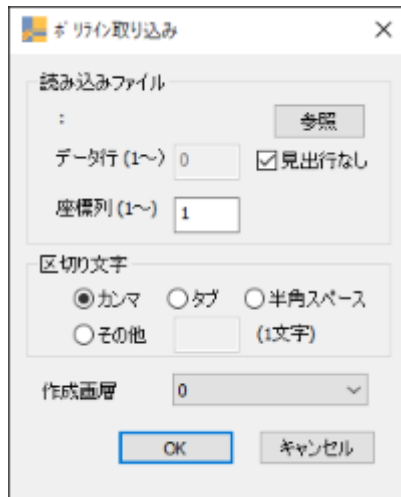 ポリライン取り込み
読み込みファイル
: 参照
データ行 (1～) 0 見出行なし
座標列 (1～) 1
区切り文字
カンマ タブ 半角スペース
その他 (1文字)
作成画層 0
OK キャンセル